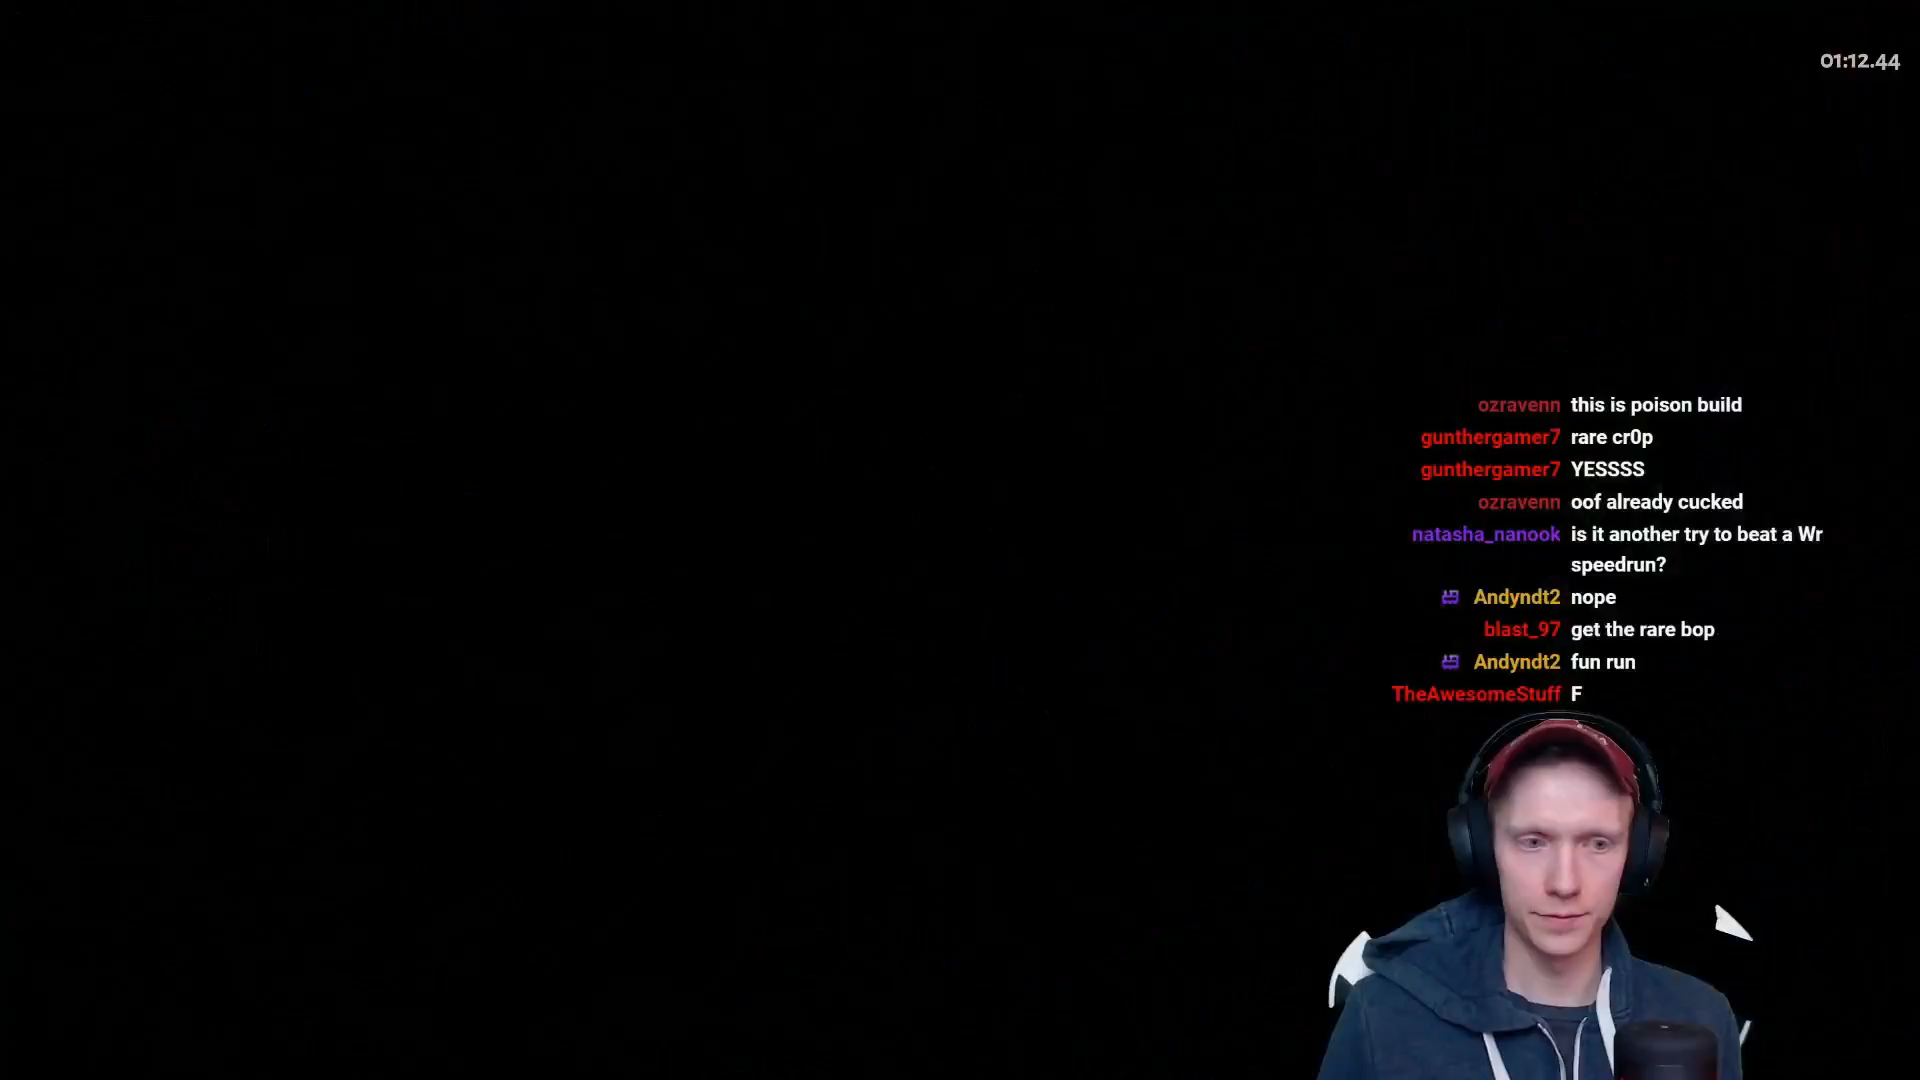 01:12.44
ozravenn this is poison build
gunthergamer7 rare cr0p
gunthergamer7 YESSSS
ozravenn oof already cucked
natasha_nanook is it another try to beat a Wr
speedrun?
Andyndt2 nope
blast_97 get the rare bop
Andyndt2 fun run
TheAwesomeStuff F